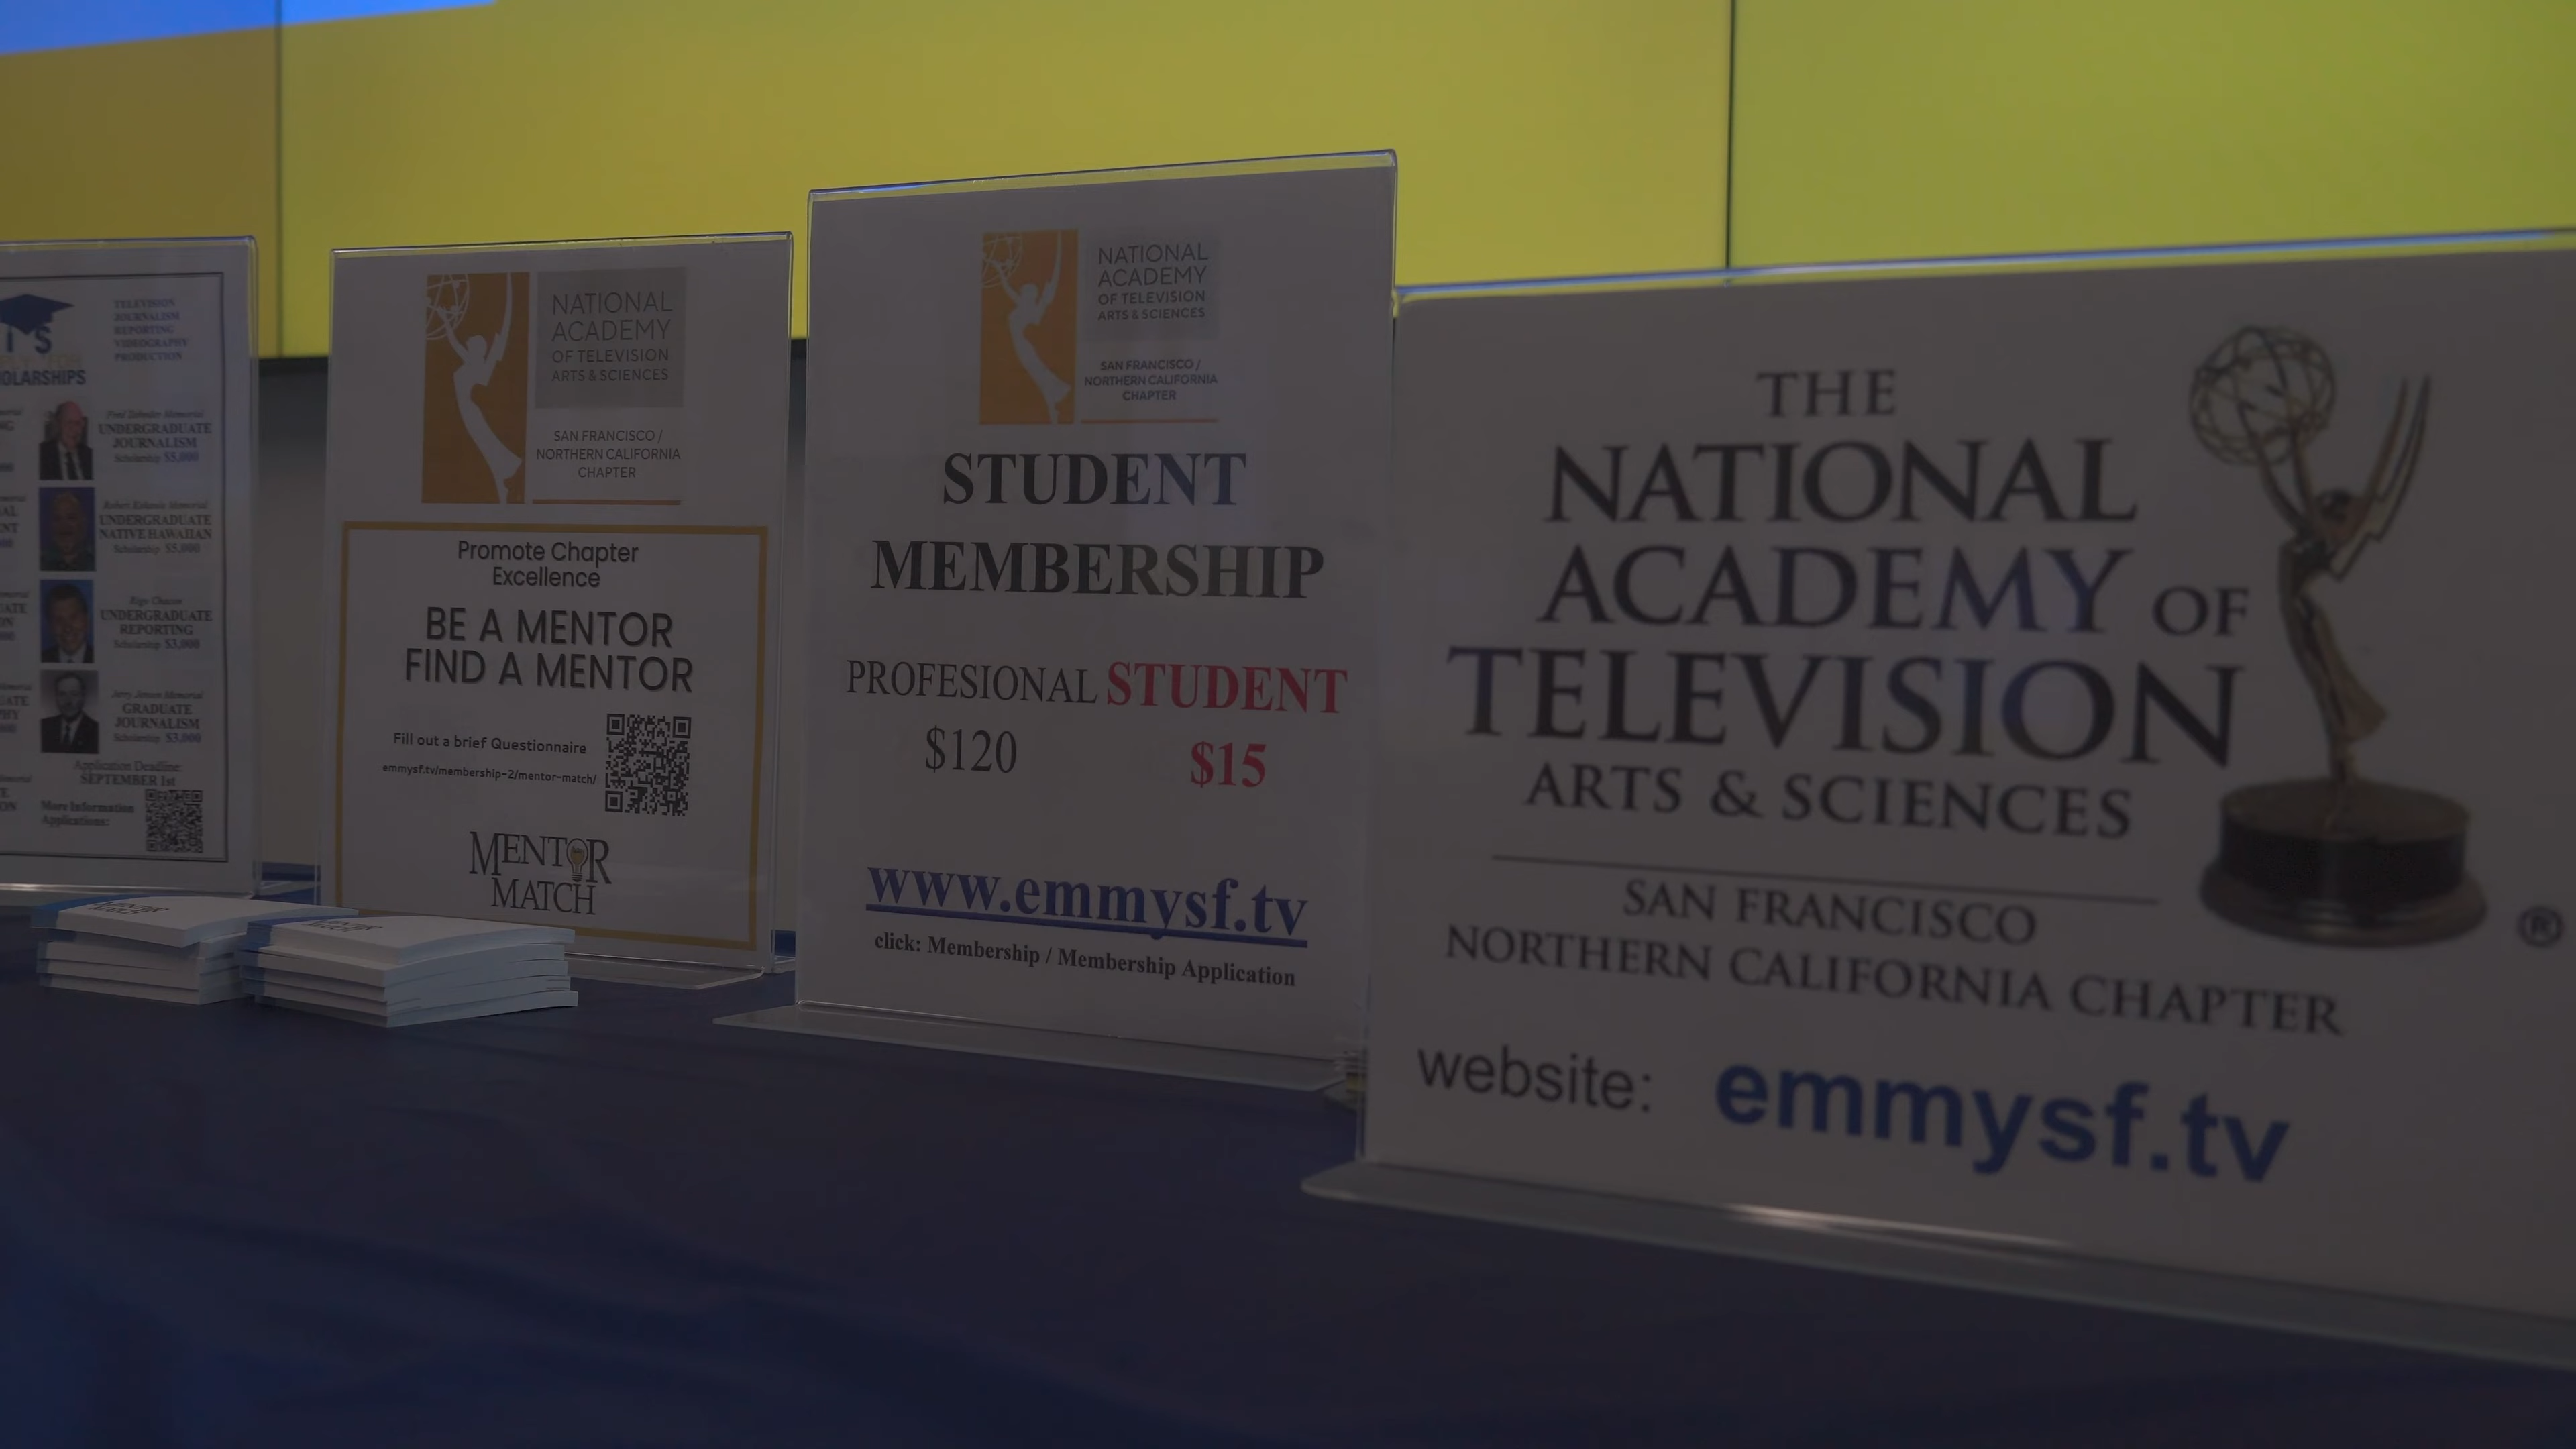 TELEVISION
JOURNALISM
REPORTING
VIDEOGRAPHY
PRODUCTION
UNDERGRADUATE
JOURNALISM
Scholarship $5,000
UNDERGRADUATE
NATIVE HAWAIIAN
Scholarship $5,000
UNDERGRADUATE
REPORTING
Scholarship $3,000
Jerry Jensen Memorial
GRADUATE
JOURNALISM
Scholarship $3,000
Application Deadline:
SEPTEMBER 1st
More Information
Applications:
NATIONAL
ACADEMY
OF TELEVISION
ARTS & SCIENCES
SAN FRANCISCO /
NORTHERN CALIFORNIA
CHAPTER
Promote Chapter
Excellence
BE A MENTOR
FIND A MENTOR
Fill out a brief Questionnaire
emmysf.tv/membership-2/mentor-match/
MENTOR
MATCH
NATIONAL
ACADEMY
OF TELEVISION
ARTS & SCIENCES
SAN FRANCISCO /
NORTHERN CALIFORNIA
CHAPTER
STUDENT
MEMBERSHIP
PROFESIONAL STUDENT
$120 $15
www.emmysf.tv
click: Membership / Membership Application
THE
NATIONAL
ACADEMY OF
TELEVISION
ARTS & SCIENCES
SAN FRANCISCO
NORTHERN CALIFORNIA CHAPTER
®
website: emmysf.tv